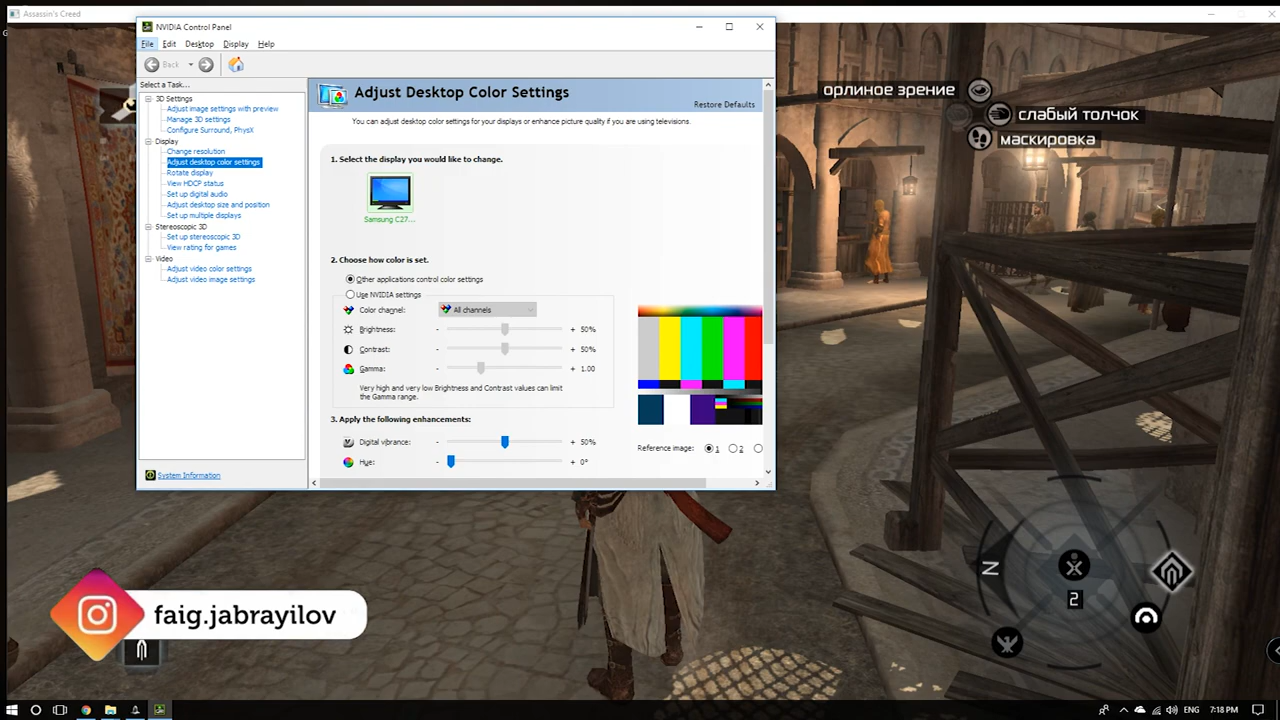 Assassin's Creed
NVIDIA Control Panel
File Edit Desktop Display Help
Back
Select a Task...
3D Settings
Adjust image settings with preview
Manage 3D settings
Configure Surround, PhysX
Display
Change resolution
Adjust desktop color settings
Rotate display
View HDCP status
Set up digital audio
Adjust desktop size and position
Set up multiple displays
Stereoscopic 3D
Set up stereoscopic 3D
View rating for games
Video
Adjust video color settings
Adjust video image settings
System Information
Adjust Desktop Color Settings
Restore Defaults
You can adjust desktop color settings for your displays or enhance picture quality if you are using televisions.
1. Select the display you would like to change.
Samsung C27...
2. Choose how color is set.
Other applications control color settings
Use NVIDIA settings
Color channel: All channels
Brightness: - + 50%
Contrast: - + 50%
Gamma: - + 1.00
Very high and very low Brightness and Contrast values can limit
the Gamma range.
3. Apply the following enhancements:
Digital vibrance: - + 50%
Hue: - + 0°
Reference image: 1 2
орлиное зрение
слабый толчок
маскировка
N
2
faig.jabrayilov
ENG 7:18 PM